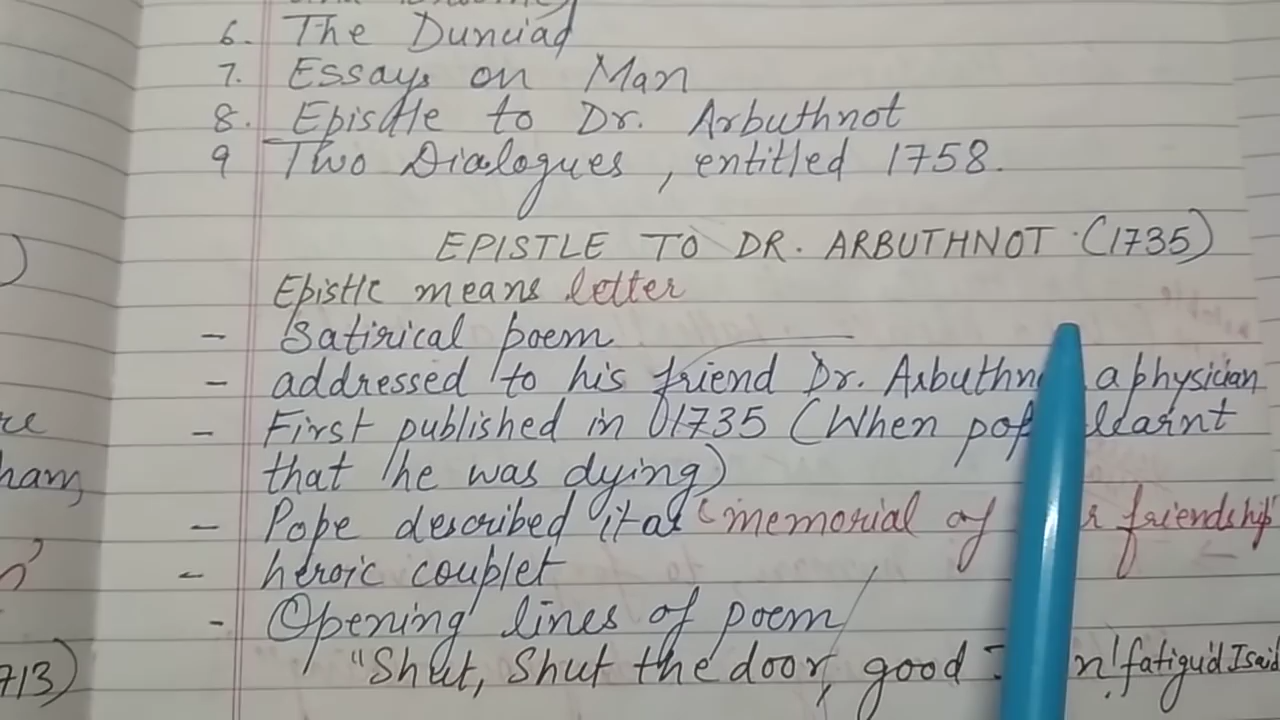 6. The Dunciad
7. Essays on Man
8. Epistle to Dr. Arbuthnot
9 Two Dialogues, entitled 1758.
EPISTLE TO DR. ARBUTHNOT (1735)
Epistle means letter
- Satirical poem
- addressed to his friend Dr. a physician
- First published in 1735 (When learnt
that he was dying)
- Pope described it as "memorial of friendship"
- heroic couplet
- Opening lines of poem
"Shut, Shut the door, good fatigu'd I said
713)